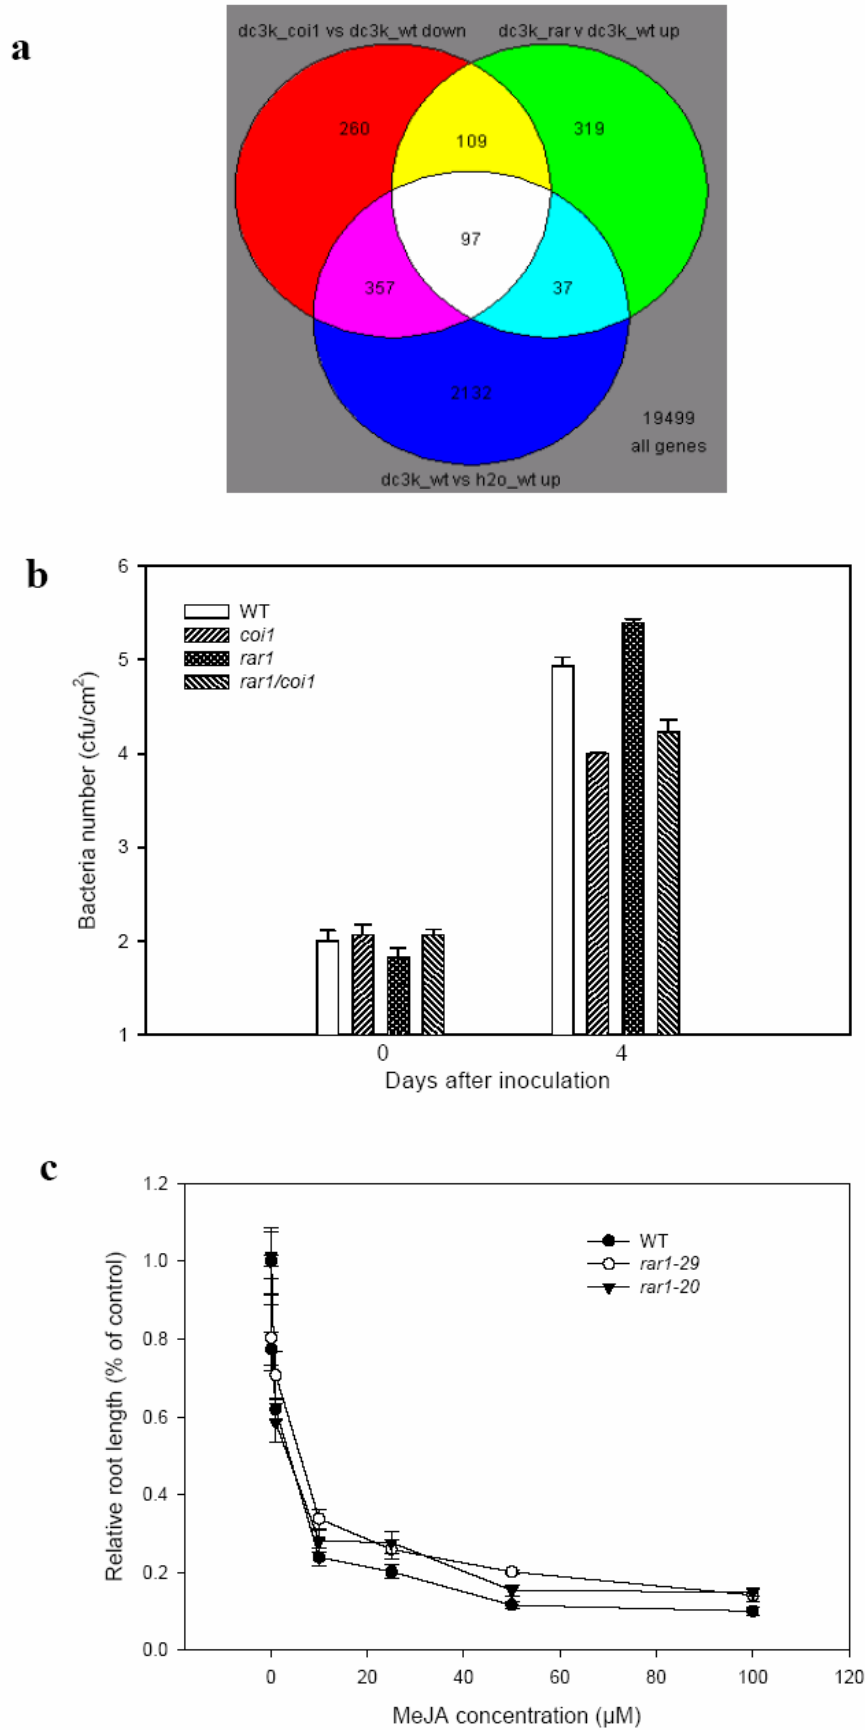 a
dc3k_coi1 vs dc3k_wt down
dc3k_rar v dc3k_wt up
260
109
319
97
357
37
2132
19499
all genes
dc3k_wt vs h2o_wt up
b
6
5
4
3
2
1
Bacteria number (cfu/cm²)
WT
coi1
rar1
rar1/coi1
0
4
Days after inoculation
c
1.2
1.0
0.8
0.6
0.4
0.2
0.0
Relative root length (% of control)
WT
rar1-29
rar1-20
0
20
40
60
80
100
120
MeJA concentration (µM)